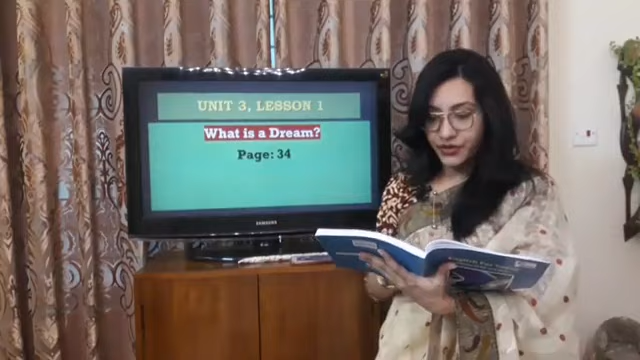 UNIT 3, LESSON 1
What is a Dream?
Page: 34
SAMSUNG